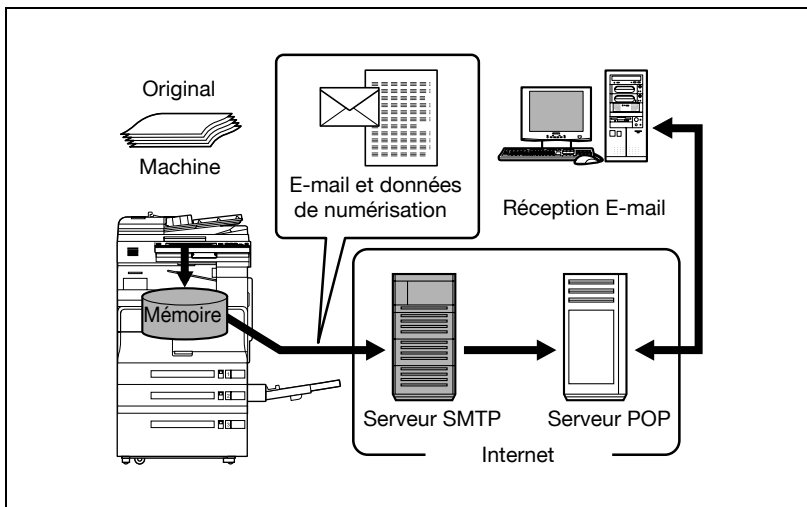 Original
Machine
E-mail et données
de numérisation
Réception E-mail
Mémoire
Serveur SMTP
Serveur POP
Internet